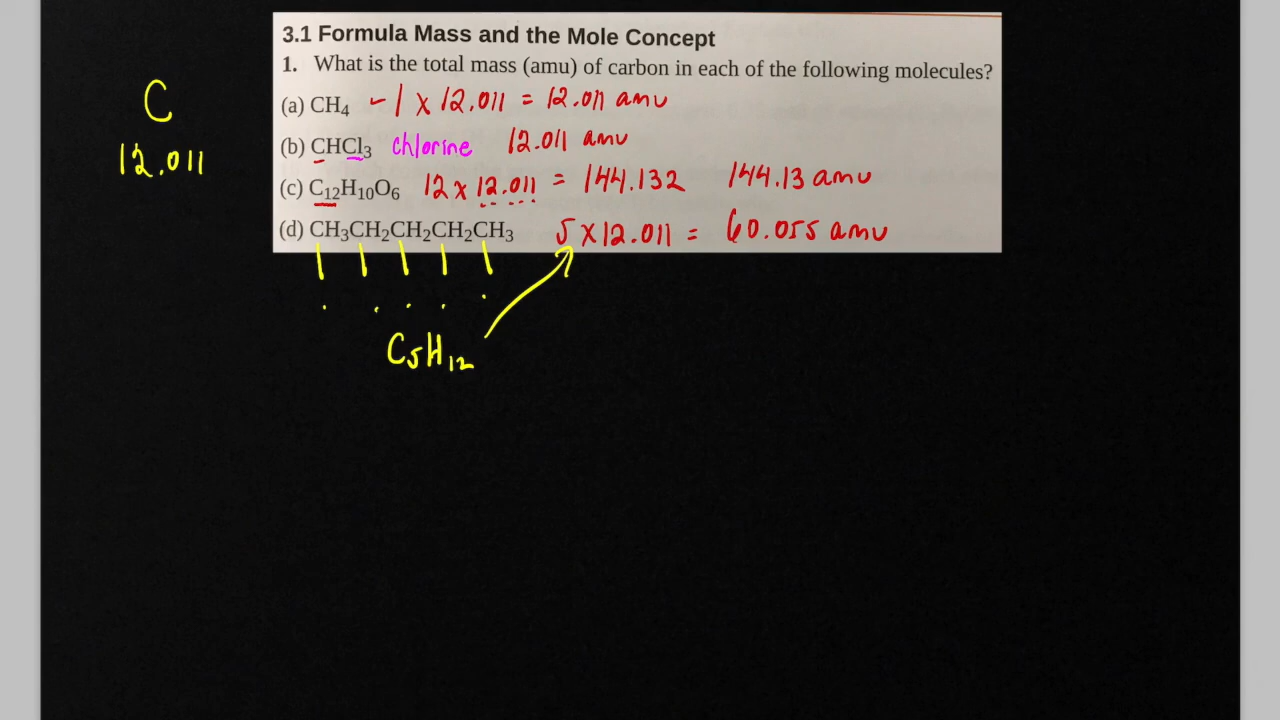 3.1 Formula Mass and the Mole Concept
1. What is the total mass (amu) of carbon in each of the following molecules?
C
12.011
(a) CH₄ - 1 x 12.011 = 12.011 amu
(b) CHCl₃ chlorine 12.011 amu
(c) C₁₂H₁₀O₆ 12 x 12.011 = 144.132 144.13 amu
(d) CH₃CH₂CH₂CH₂CH₃ 5 x 12.011 = 60.055 amu
C₅H₁₂